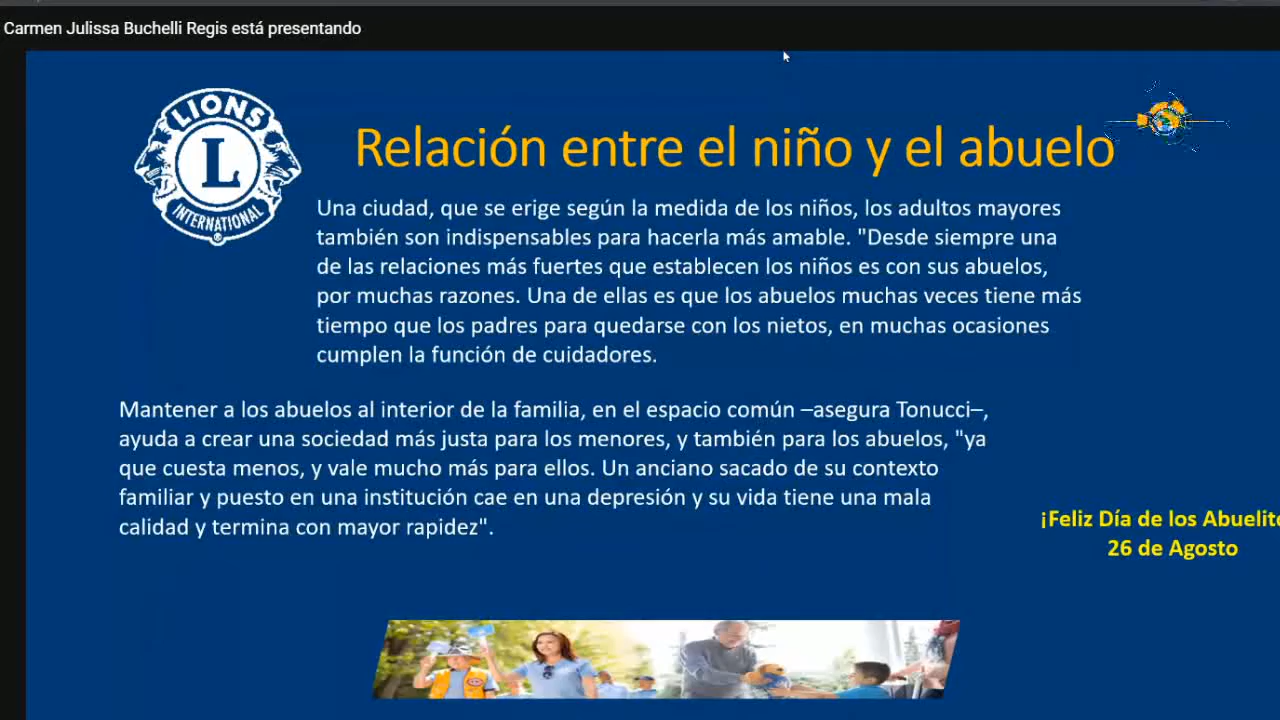 Carmen Julissa Buchelli Regis está presentando
LIONS
L
INTERNATIONAL
®
Relación entre el niño y el abuelo
Una ciudad, que se erige según la medida de los niños, los adultos mayores
también son indispensables para hacerla más amable. "Desde siempre una
de las relaciones más fuertes que establecen los niños es con sus abuelos,
por muchas razones. Una de ellas es que los abuelos muchas veces tiene más
tiempo que los padres para quedarse con los nietos, en muchas ocasiones
cumplen la función de cuidadores.
Mantener a los abuelos al interior de la familia, en el espacio común –asegura Tonucci–,
ayuda a crear una sociedad más justa para los menores, y también para los abuelos, "ya
que cuesta menos, y vale mucho más para ellos. Un anciano sacado de su contexto
familiar y puesto en una institución cae en una depresión y su vida tiene una mala
calidad y termina con mayor rapidez".
¡Feliz Día de los Abuelito
26 de Agosto